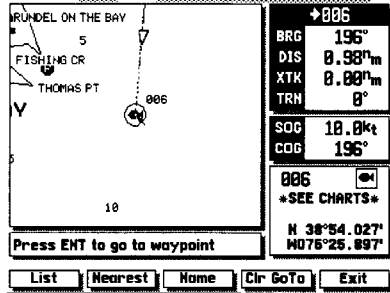 ARUNDEL ON THE BAY
5
FISHING CR
THOMAS PT
006
Y
10
Press ENT to go to waypoint
→006
BRG 196°
DIS 0.98nm
XTK 0.00nm
TRN 0°
SOG 10.0kt
COG 196°
006
*SEE CHARTS*
N 38°54.027'
W076°25.897'
List Nearest Name Clr GoTo Exit